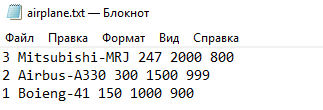 airplane.txt — Блокнот
Файл Правка Формат Вид Справка
3 Mitsubishi-MRJ 247 2000 800
2 Airbus-A330 300 1500 999
1 Boieng-41 150 1000 900